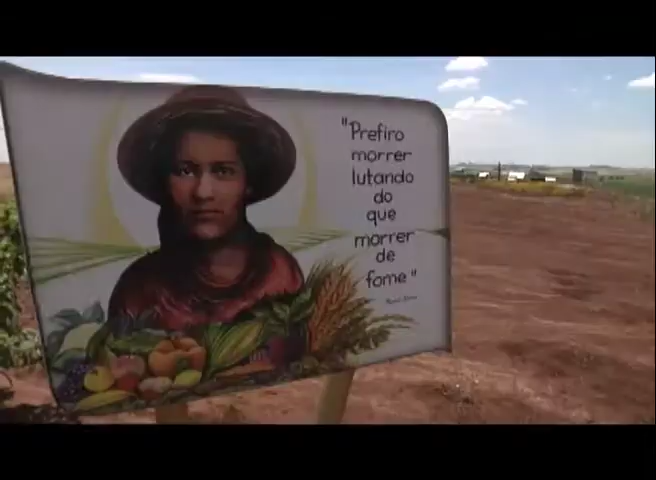 "Prefiro
morrer
lutando
do
que
morrer
de
fome"